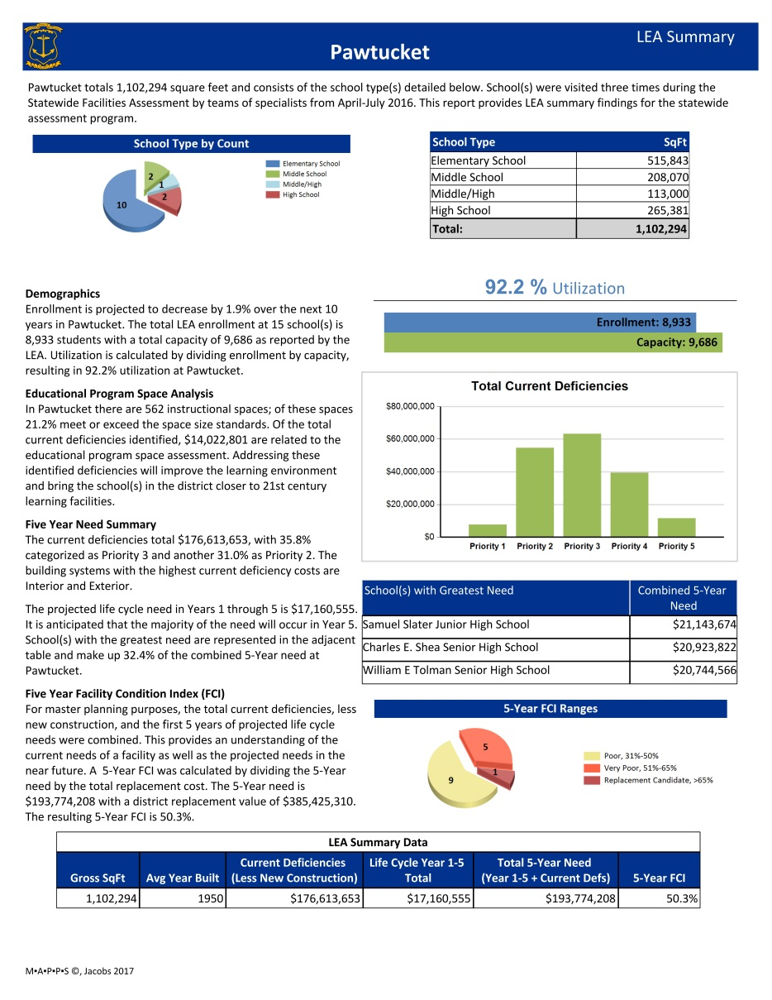 LEA Summary
Pawtucket
Pawtucket totals 1,102,294 square feet and consists of the school type(s) detailed below. School(s) were visited three times during the
Statewide Facilities Assessment by teams of specialists from April-July 2016. This report provides LEA summary findings for the statewide
assessment program.
School Type by Count
10
2
1
2
Elementary School
Middle School
Middle/High
High School
School Type SqFt
Elementary School 515,843
Middle School 208,070
Middle/High 113,000
High School 265,381
Total: 1,102,294
Demographics
Enrollment is projected to decrease by 1.9% over the next 10
years in Pawtucket. The total LEA enrollment at 15 school(s) is
8,933 students with a total capacity of 9,686 as reported by the
LEA. Utilization is calculated by dividing enrollment by capacity,
resulting in 92.2% utilization at Pawtucket.
92.2 % Utilization
Enrollment: 8,933
Capacity: 9,686
Educational Program Space Analysis
In Pawtucket there are 562 instructional spaces; of these spaces
21.2% meet or exceed the space size standards. Of the total
current deficiencies identified, $14,022,801 are related to the
educational program space assessment. Addressing these
identified deficiencies will improve the learning environment
and bring the school(s) in the district closer to 21st century
learning facilities.
Total Current Deficiencies
$80,000,000
$60,000,000
$40,000,000
$20,000,000
$0
Priority 1 Priority 2 Priority 3 Priority 4 Priority 5
Five Year Need Summary
The current deficiencies total $176,613,653, with 35.8%
categorized as Priority 3 and another 31.0% as Priority 2. The
building systems with the highest current deficiency costs are
Interior and Exterior.
The projected life cycle need in Years 1 through 5 is $17,160,555.
It is anticipated that the majority of the need will occur in Year 5.
School(s) with the greatest need are represented in the adjacent
table and make up 32.4% of the combined 5-Year need at
Pawtucket.
School(s) with Greatest Need Combined 5-Year
Need
Samuel Slater Junior High School $21,143,674
Charles E. Shea Senior High School $20,923,822
William E Tolman Senior High School $20,744,566
Five Year Facility Condition Index (FCI)
For master planning purposes, the total current deficiencies, less
new construction, and the first 5 years of projected life cycle
needs were combined. This provides an understanding of the
current needs of a facility as well as the projected needs in the
near future. A  5-Year FCI was calculated by dividing the 5-Year
need by the total replacement cost. The 5-Year need is
$193,774,208 with a district replacement value of $385,425,310.
The resulting 5-Year FCI is 50.3%.
5-Year FCI Ranges
5
1
9
Poor, 31%-50%
Very Poor, 51%-65%
Replacement Candidate, >65%
LEA Summary Data
Gross SqFt Avg Year Built Current Deficiencies
(Less New Construction) Life Cycle Year 1-5
Total Total 5-Year Need
(Year 1-5 + Current Defs) 5-Year FCI
1,102,294 1950 $176,613,653 $17,160,555 $193,774,208 50.3%
M▪A▪P▪P▪S ©, Jacobs 2017